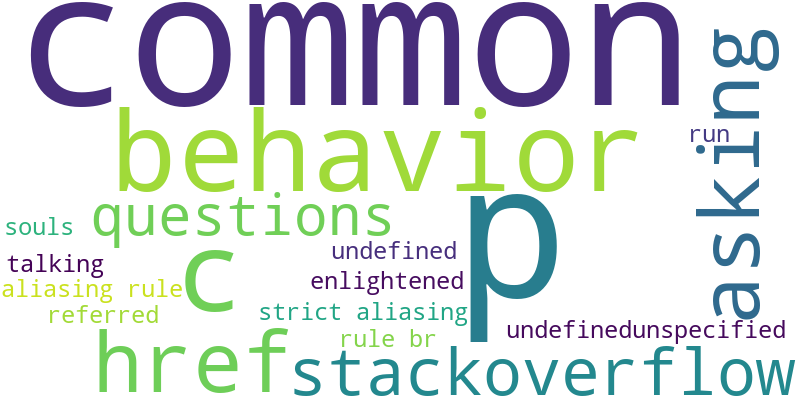 common
behavior
run
asking
questions
p
souls
c
undefined
talking
enlightened
aliasing rule
strict aliasing
referred
undefinedunspecified
rule br
href
stackoverflow